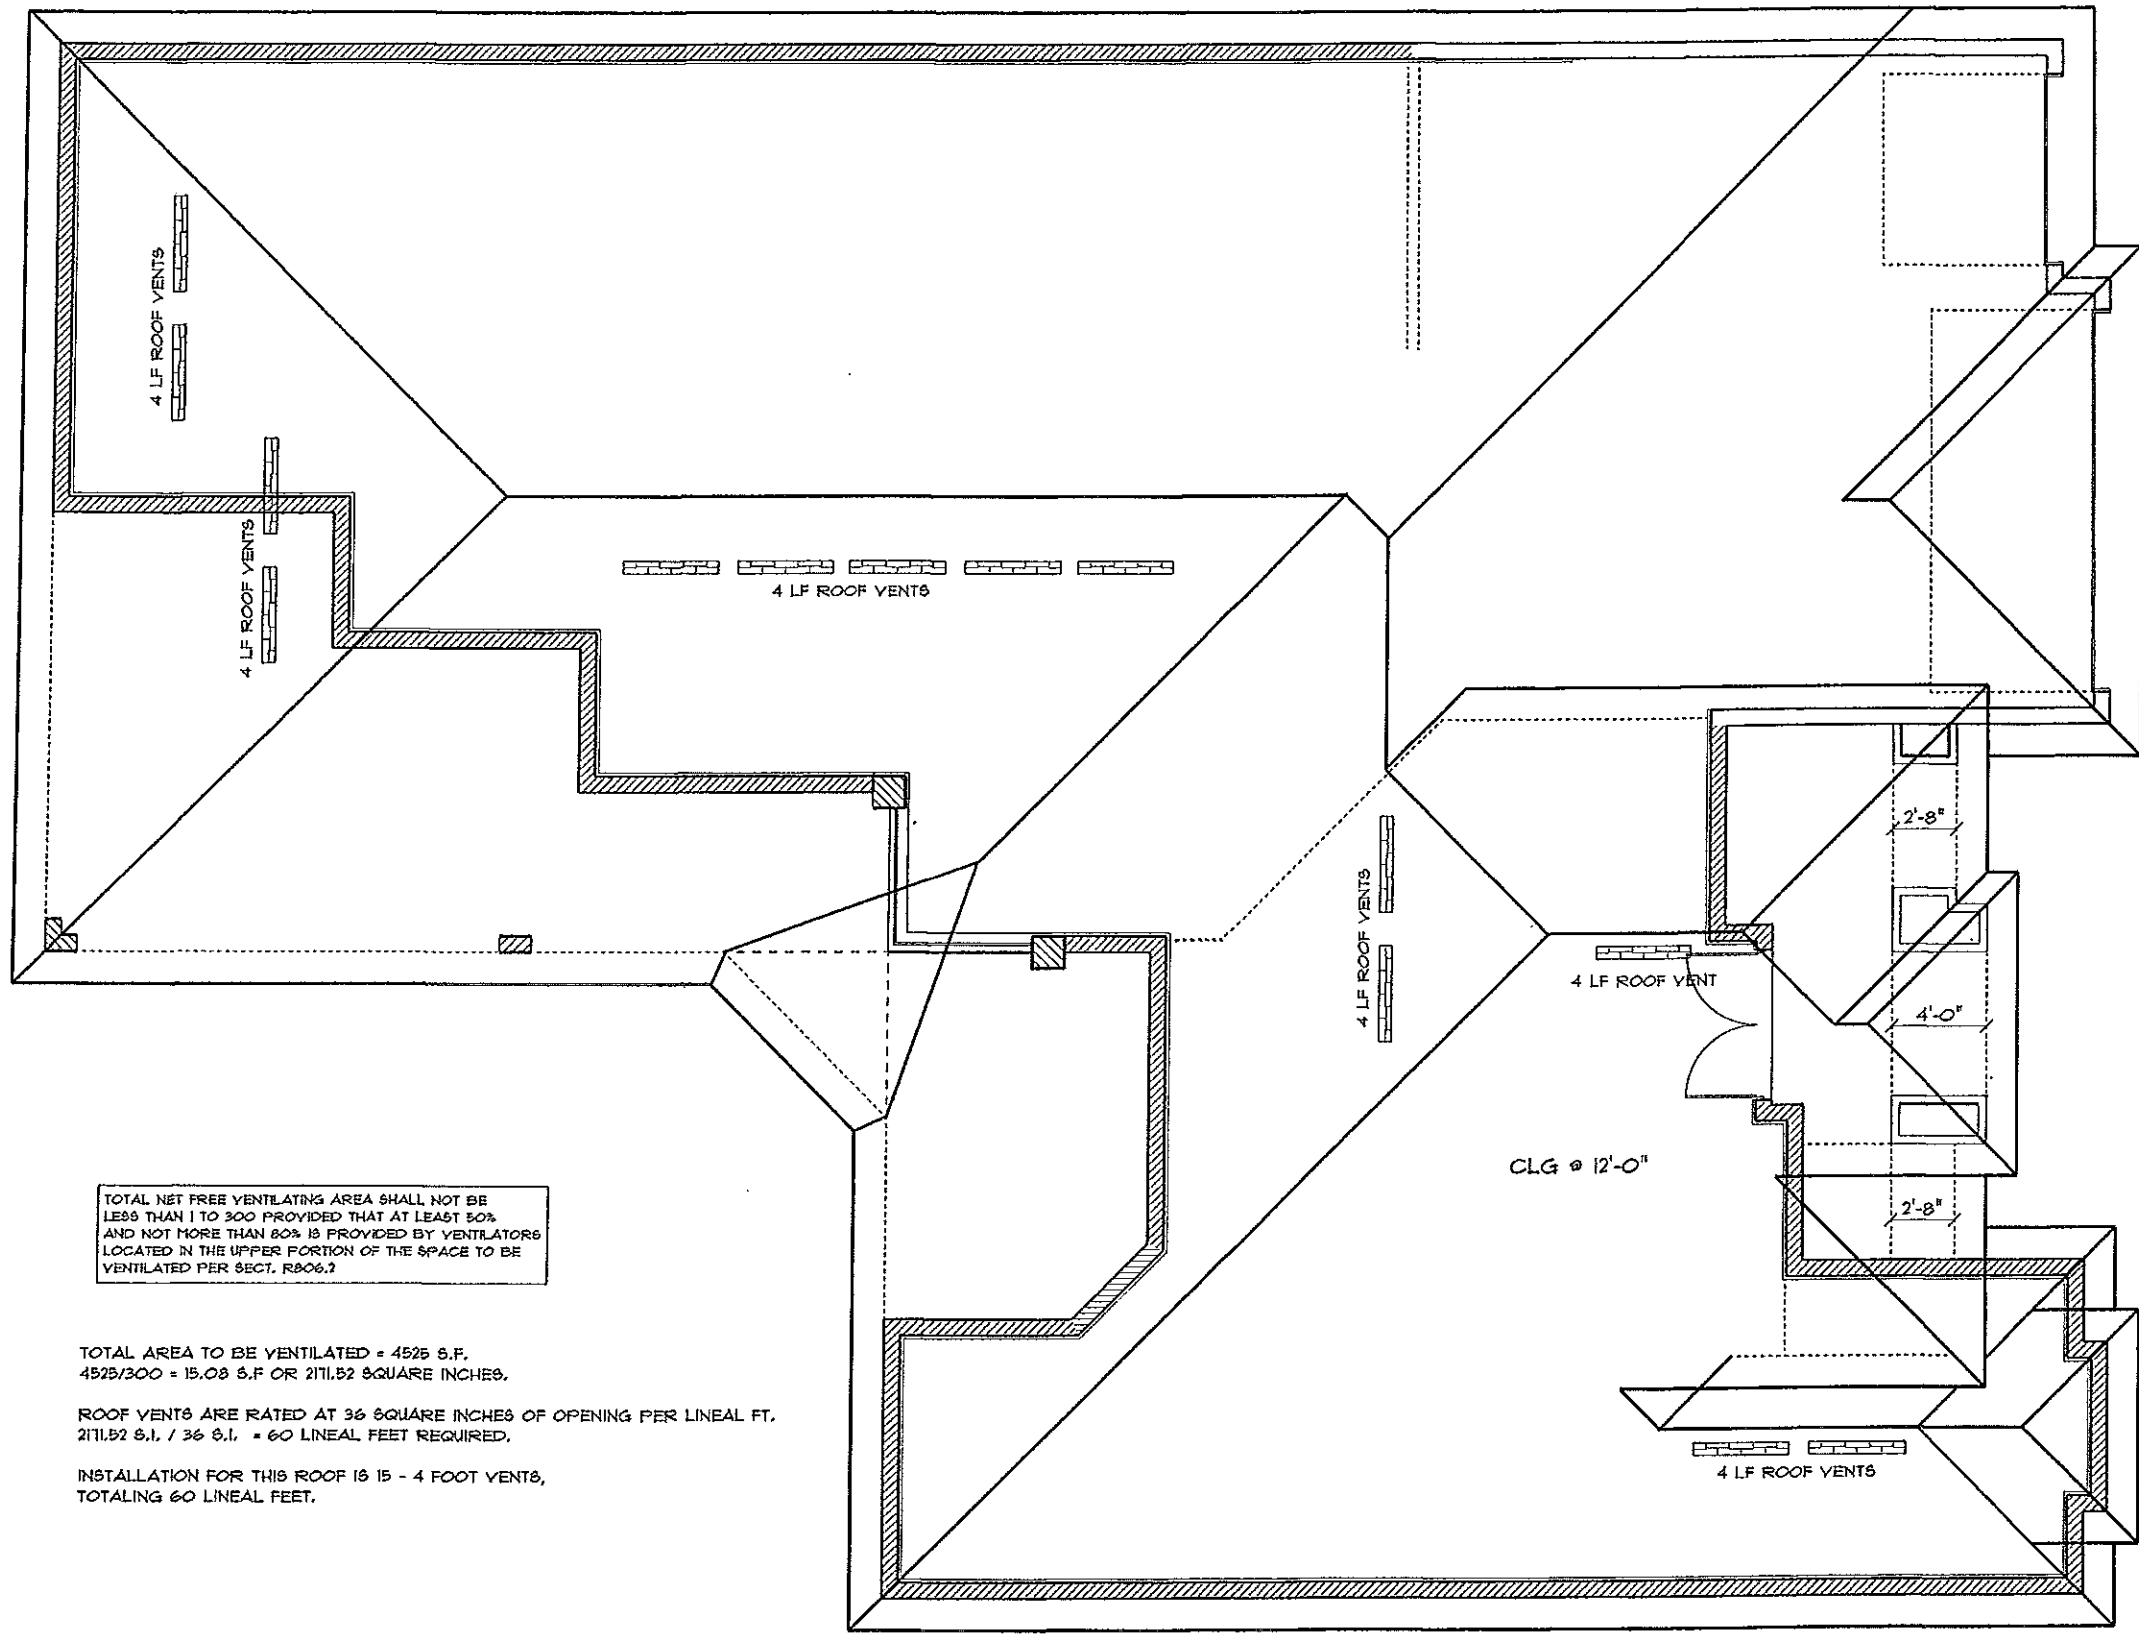 4 LF ROOF VENTS
4 LF ROOF VENTS
4 LF ROOF VENTS
2'-8"
4 LF ROOF VENTS
4 LF ROOF VENT
4'-0"
CLG @ 12'-0"
2'-8"
TOTAL NET FREE VENTILATING AREA SHALL NOT BE
LESS THAN 1 TO 300 PROVIDED THAT AT LEAST 50%
AND NOT MORE THAN 80% IS PROVIDED BY VENTILATORS
LOCATED IN THE UPPER PORTION OF THE SPACE TO BE
VENTILATED PER SECT. R806.2
TOTAL AREA TO BE VENTILATED = 4525 S.F.
4525/300 = 15.08 S.F OR 2171.52 SQUARE INCHES.
ROOF VENTS ARE RATED AT 36 SQUARE INCHES OF OPENING PER LINEAL FT.
2171.52 S.I. / 36 S.I. = 60 LINEAL FEET REQUIRED.
4 LF ROOF VENTS
INSTALLATION FOR THIS ROOF IS 15 - 4 FOOT VENTS,
TOTALING 60 LINEAL FEET.